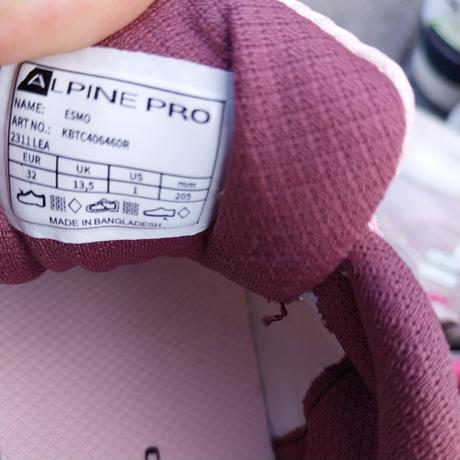 ALPINE PRO
NAME: ESMO
ART NO.: KBTC406460R
2311 LEA
EUR UK US mm
32 13,5 1 205
MADE IN BANGLADESH